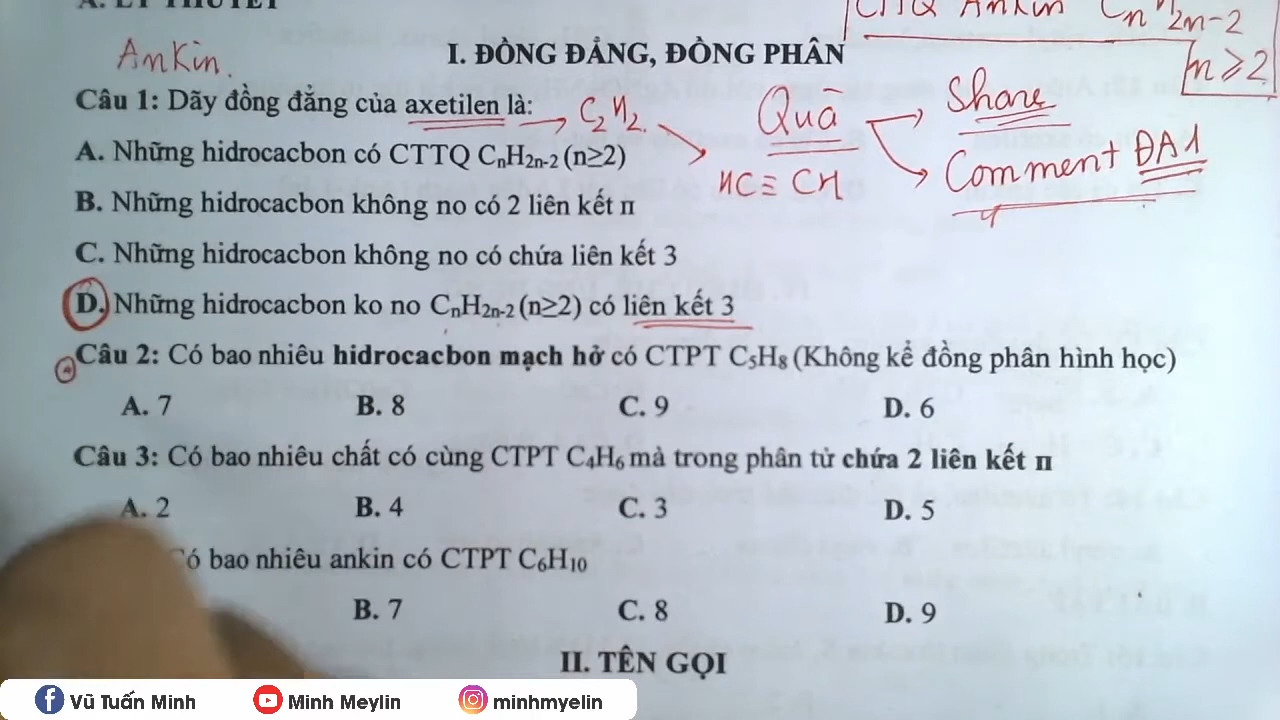 A. LÝ THUYẾT
CTTQ Ankin CnH2n-2
n ≥ 2
Ankin.
I. ĐỒNG ĐẲNG, ĐỒNG PHÂN
Câu 1: Dãy đồng đẳng của axetilen là: → C2H2.
HC≡CH
Quà
Share
Comment ĐA1
A. Những hidrocacbon có CTTQ CnH2n-2 (n≥2)
B. Những hidrocacbon không no có 2 liên kết π
C. Những hidrocacbon không no có chứa liên kết 3
D. Những hidrocacbon ko no CnH2n-2 (n≥2) có liên kết 3
Câu 2: Có bao nhiêu hidrocacbon mạch hở có CTPT C5H8 (Không kể đồng phân hình học)
A. 7 B. 8 C. 9 D. 6
Câu 3: Có bao nhiêu chất có cùng CTPT C4H6 mà trong phân tử chứa 2 liên kết π
A. 2 B. 4 C. 3 D. 5
ó bao nhiêu ankin có CTPT C6H10
B. 7 C. 8 D. 9
II. TÊN GỌI
Vũ Tuấn Minh Minh Meylin minhmyelin